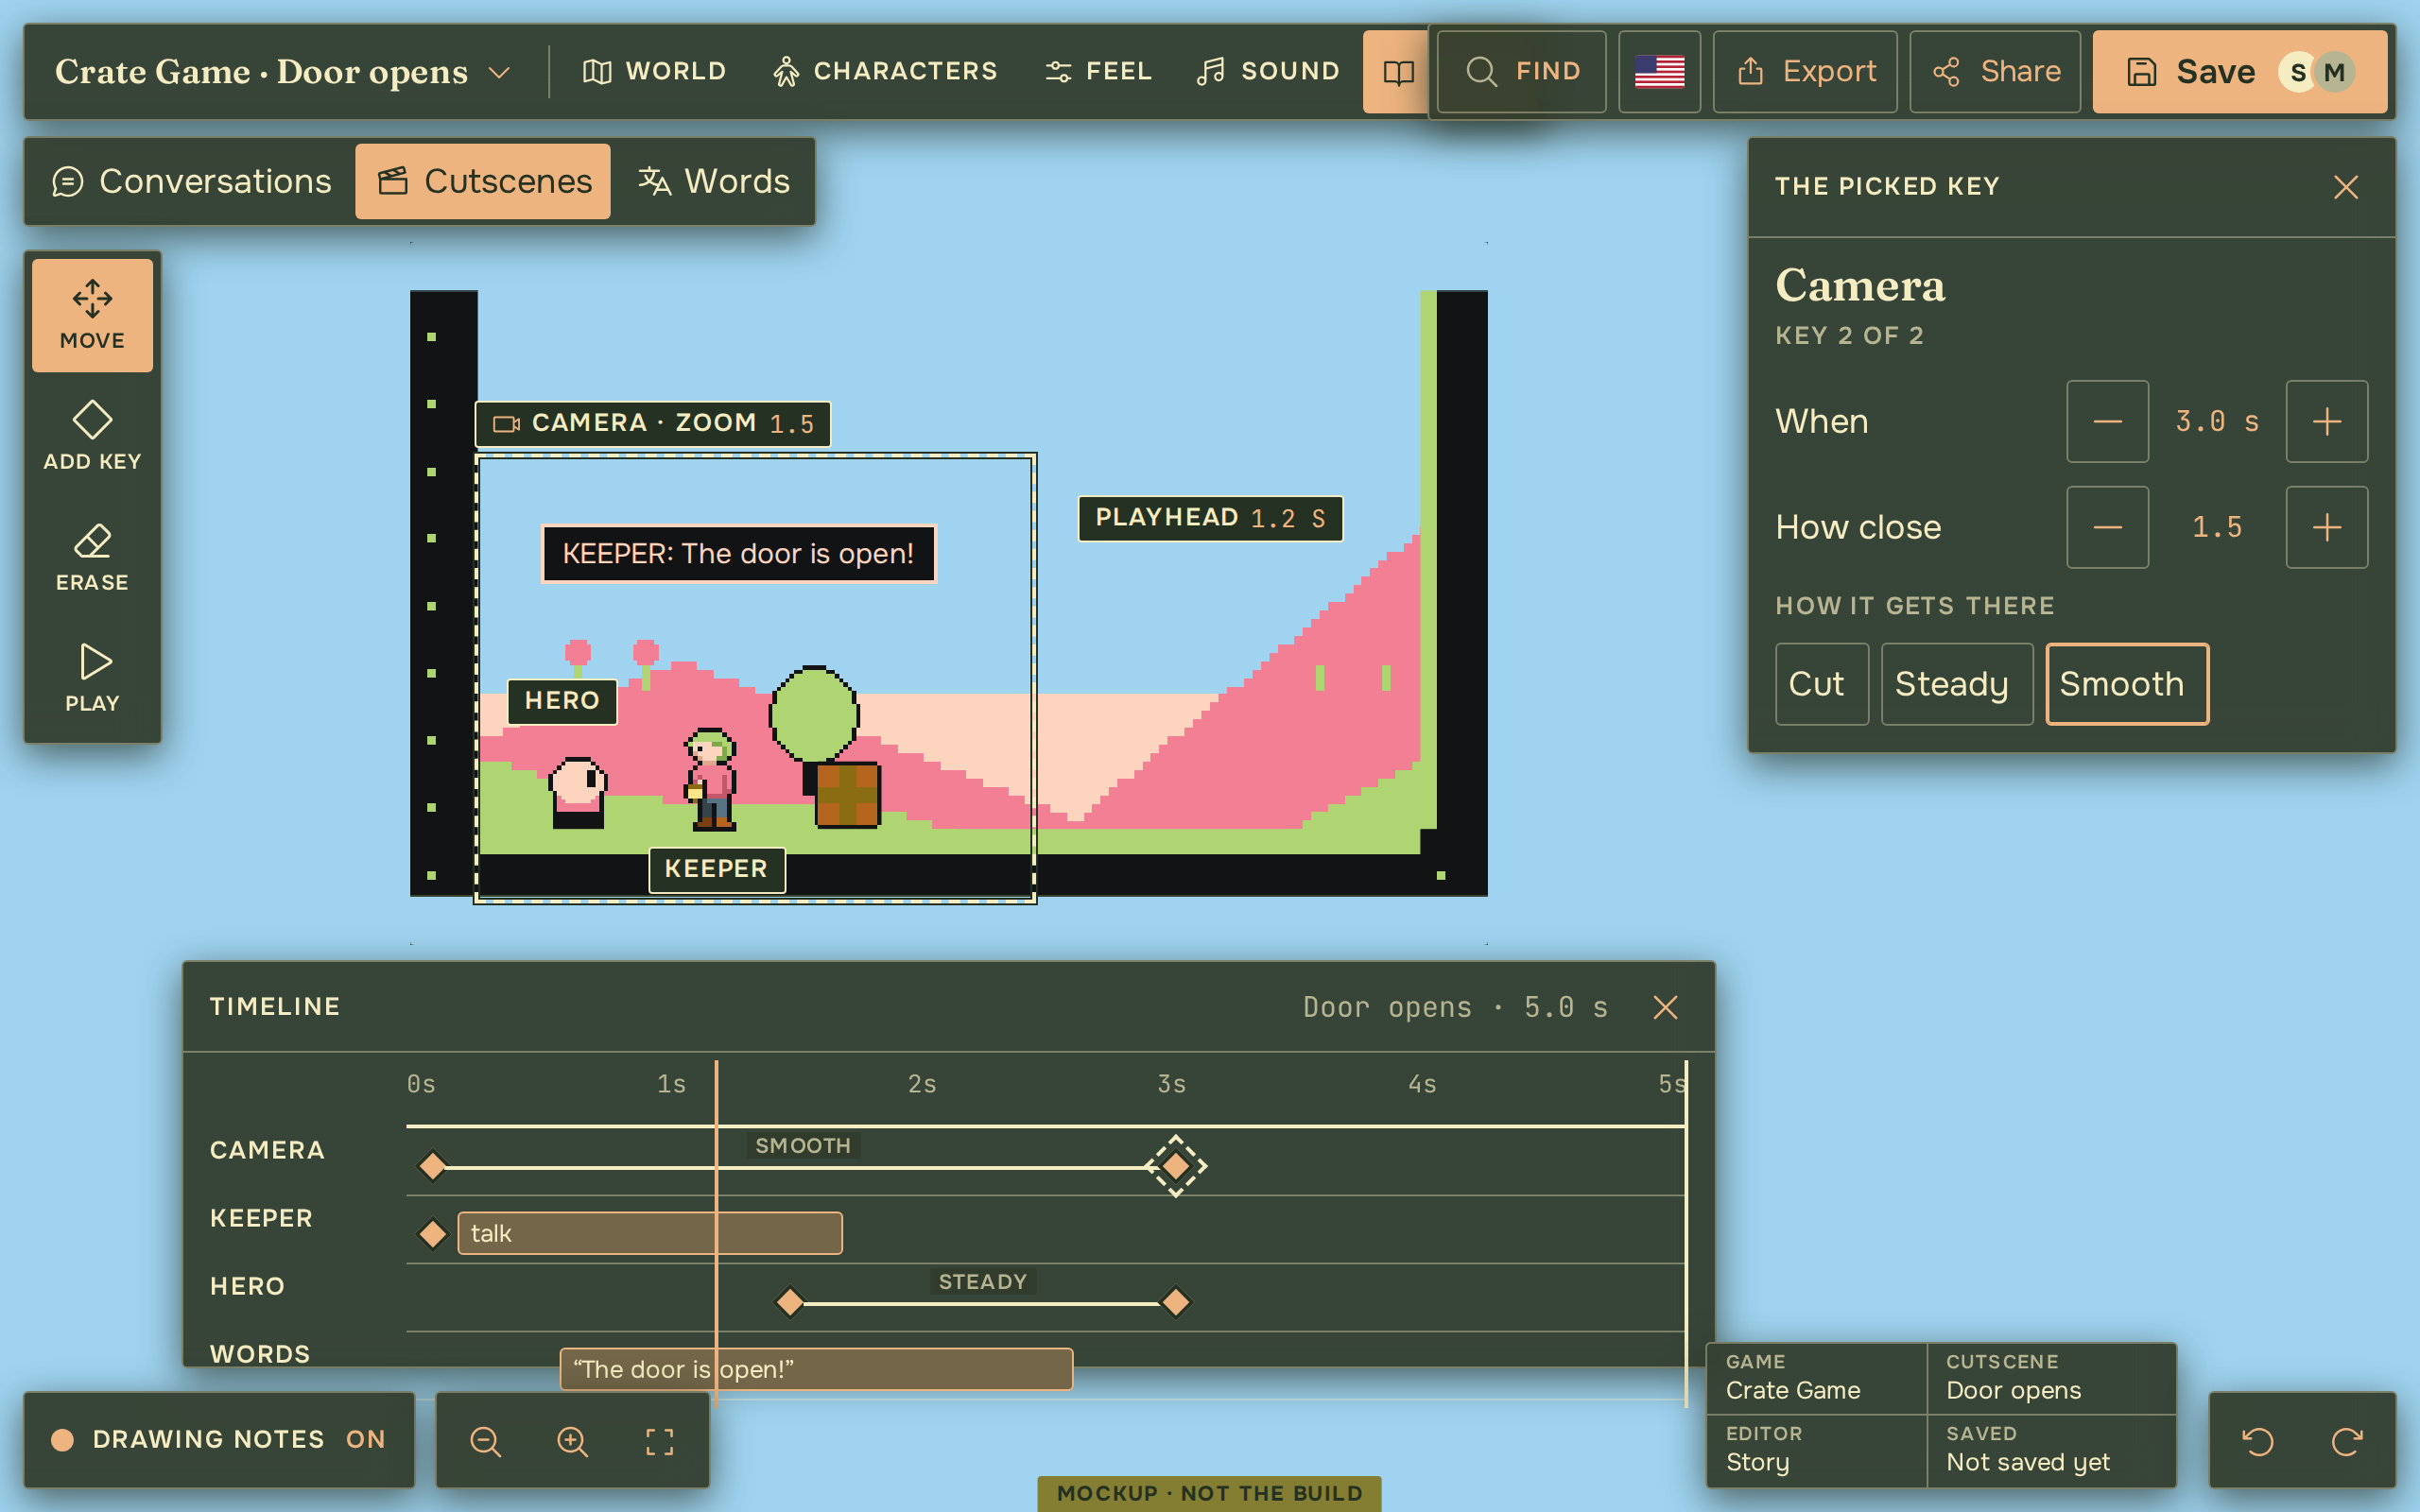 Crate Game · Door opens
WORLD
CHARACTERS
FEEL
SOUND
FIND
Export
Share
Save
S
M
Conversations
Cutscenes
Words
MOVE
ADD KEY
ERASE
PLAY
CAMERA · ZOOM 1.5
PLAYHEAD 1.2 S
KEEPER: The door is open!
HERO
KEEPER
THE PICKED KEY
Camera
KEY 2 OF 2
When
3.0 s
How close
1.5
HOW IT GETS THERE
Cut
Steady
Smooth
TIMELINE
Door opens · 5.0 s
0s
1s
2s
3s
4s
5s
CAMERA
SMOOTH
KEEPER
talk
HERO
STEADY
WORDS
“The door is open!”
DRAWING NOTES ON
GAME
Crate Game
CUTSCENE
Door opens
EDITOR
Story
SAVED
Not saved yet
MOCKUP · NOT THE BUILD